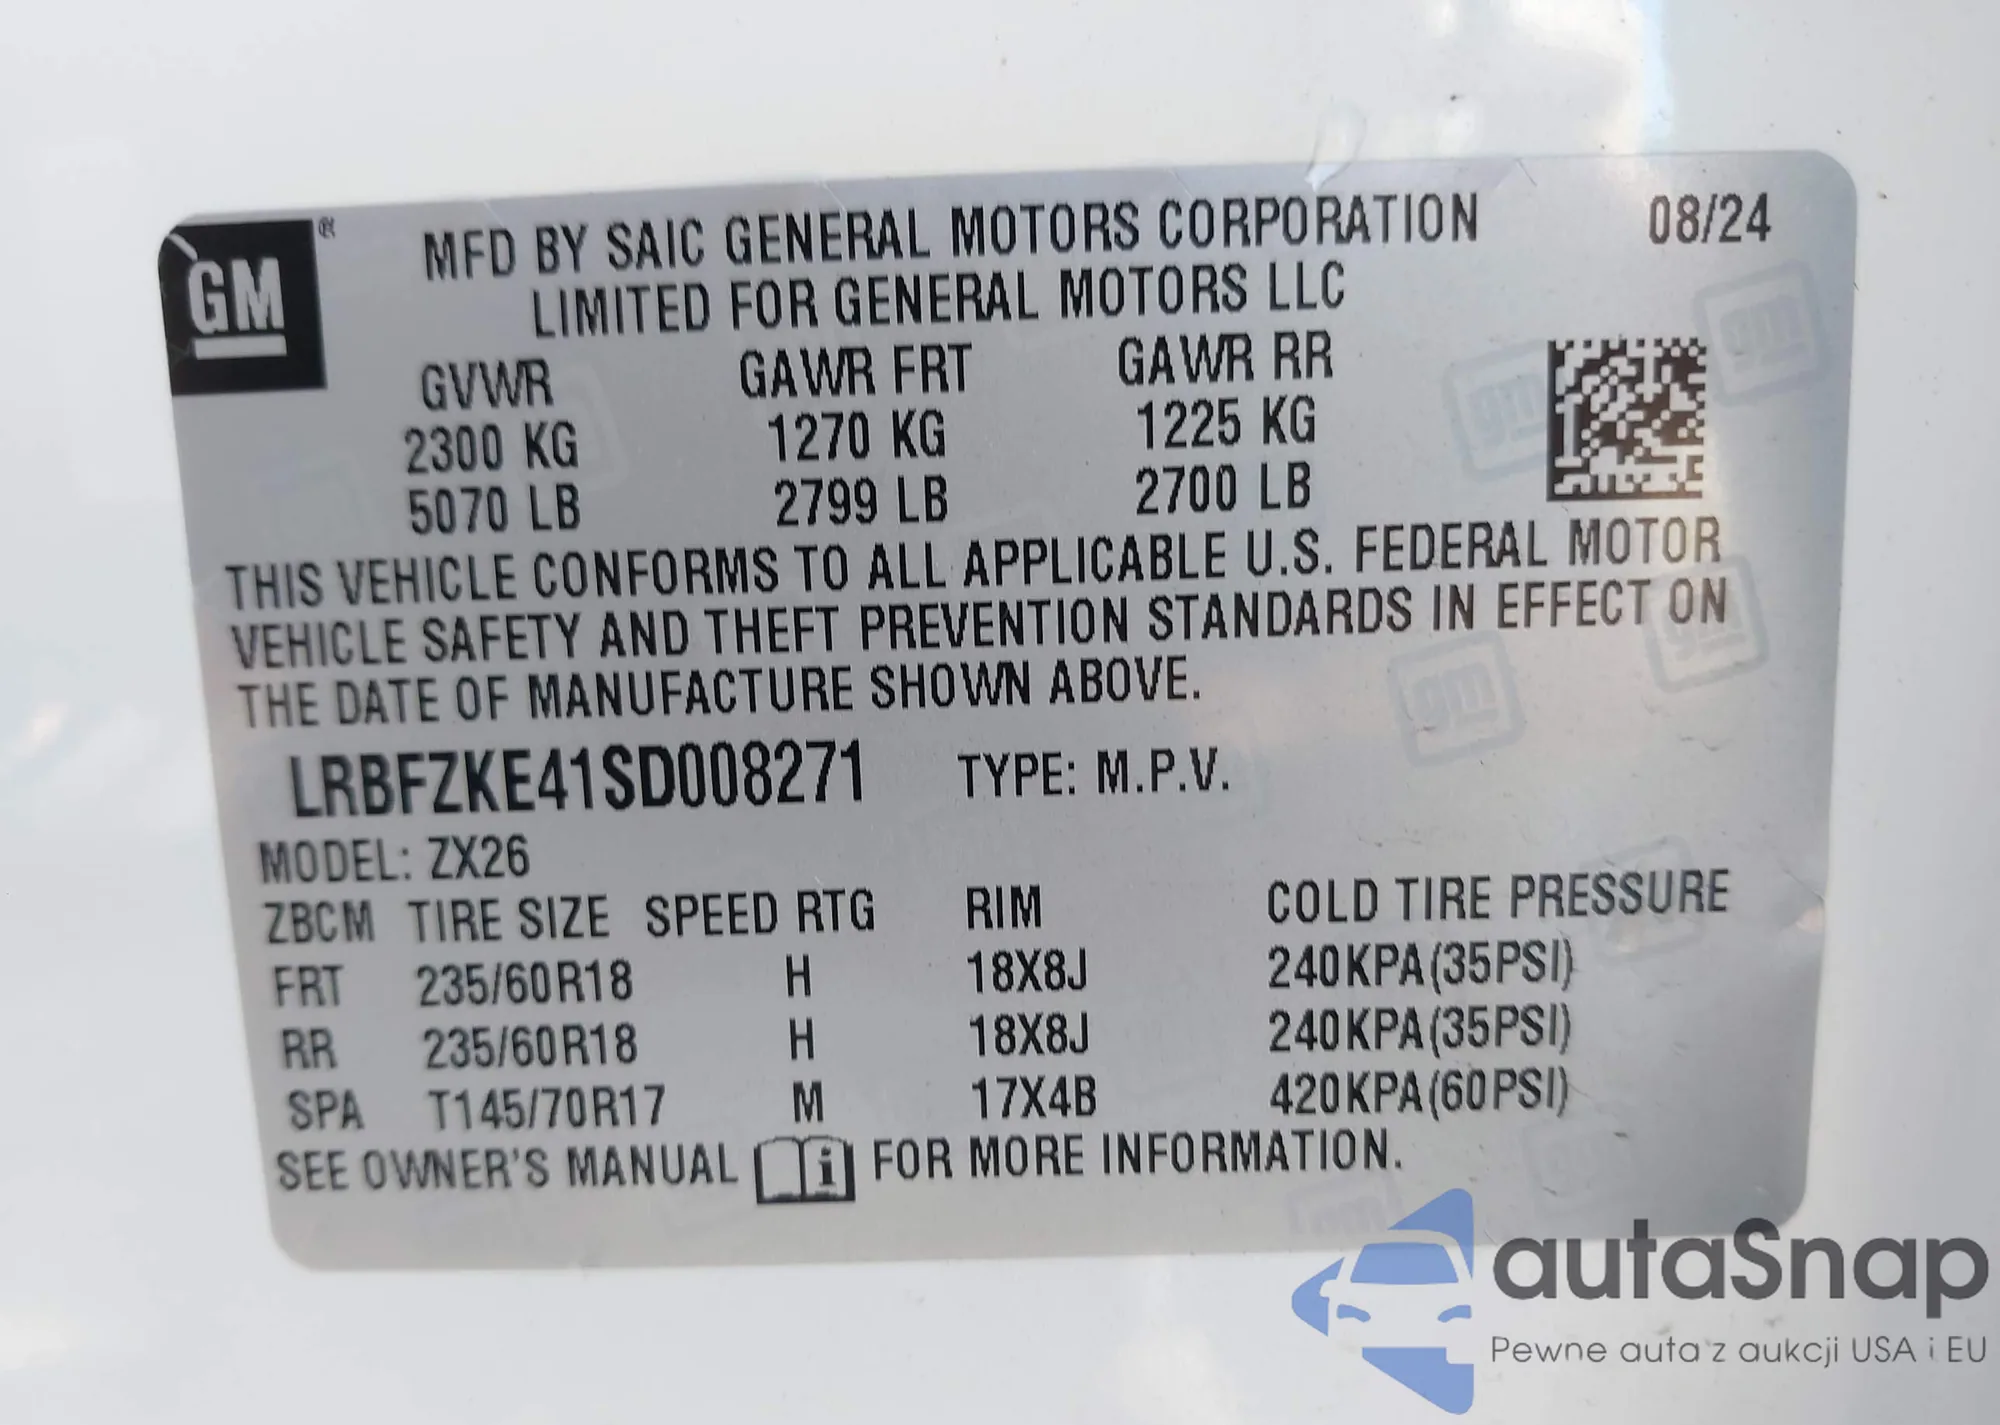 GM ®
MFD BY SAIC GENERAL MOTORS CORPORATION 08/24
LIMITED FOR GENERAL MOTORS LLC
GVWR GAWR FRT GAWR RR
2300 KG 1270 KG 1225 KG
5070 LB 2799 LB 2700 LB
THIS VEHICLE CONFORMS TO ALL APPLICABLE U.S. FEDERAL MOTOR
VEHICLE SAFETY AND THEFT PREVENTION STANDARDS IN EFFECT ON
THE DATE OF MANUFACTURE SHOWN ABOVE.
LRBFZKE41SD008271 TYPE: M.P.V.
MODEL: ZX26
ZBCM TIRE SIZE SPEED RTG RIM COLD TIRE PRESSURE
FRT 235/60R18 H 18X8J 240KPA(35PSI)
RR 235/60R18 H 18X8J 240KPA(35PSI)
SPA T145/70R17 M 17X4B 420KPA(60PSI)
SEE OWNER'S MANUAL i FOR MORE INFORMATION.
autaSnap
Pewne auta z aukcji USA i EU